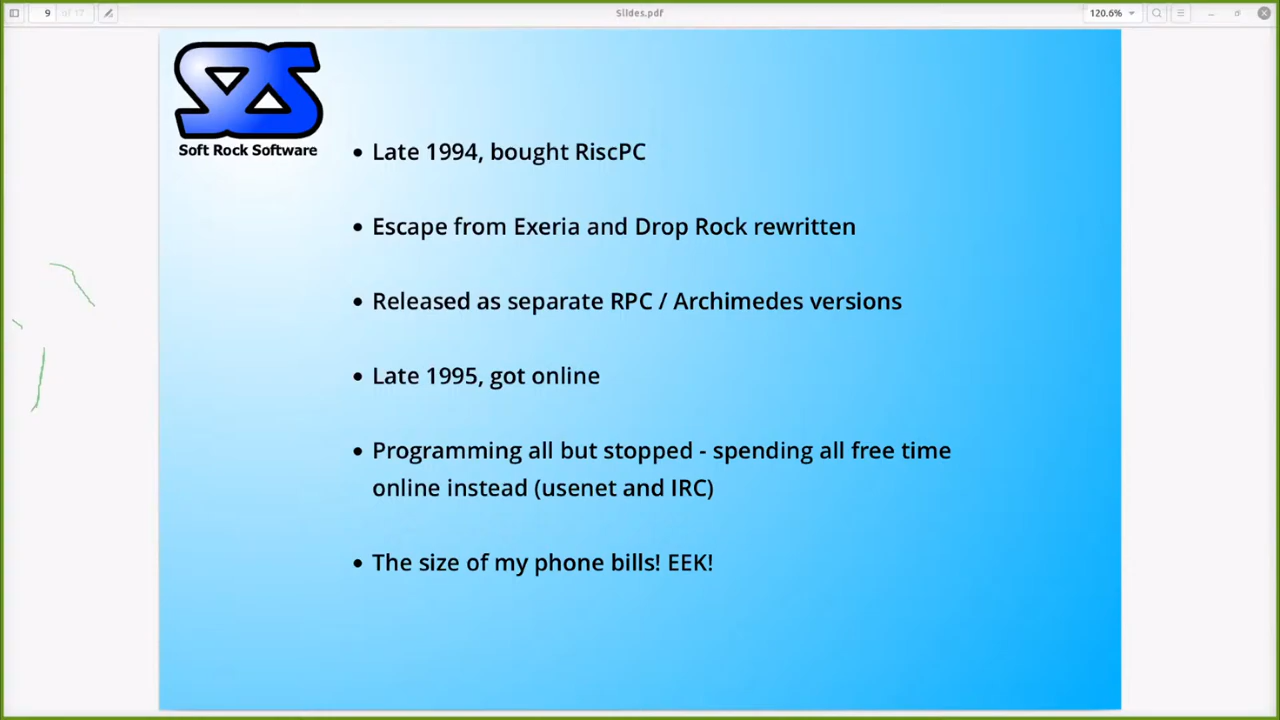 9 of 17
Slides.pdf
120.6%
Soft Rock Software
• Late 1994, bought RiscPC
• Escape from Exeria and Drop Rock rewritten
• Released as separate RPC / Archimedes versions
• Late 1995, got online
• Programming all but stopped - spending all free time
online instead (usenet and IRC)
• The size of my phone bills! EEK!